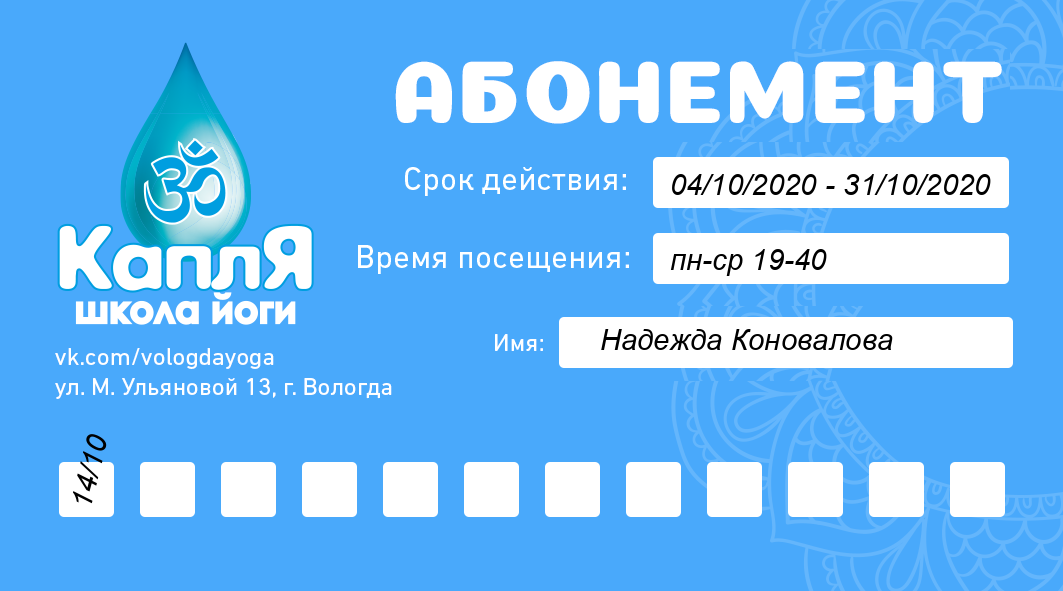 АБОНЕМЕНТ
Срок действия: 04/10/2020 - 31/10/2020
Время посещения: пн-ср 19-40
Имя: Надежда Коновалова
ॐ
Капля
школа йоги
vk.com/vologdayoga
ул. М. Ульяновой 13, г. Вологда
14/10